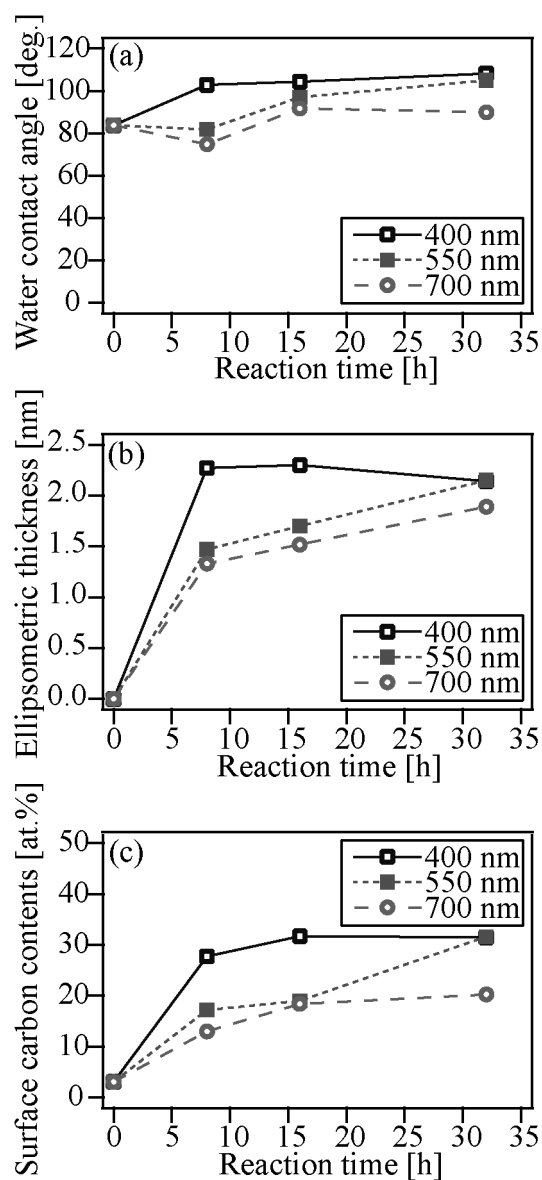 Water contact angle [deg.]
(a)
120
100
80
60
40
20
0
400 nm
550 nm
700 nm
0 5 10 15 20 25 30 35
Reaction time [h]
Ellipsometric thickness [nm]
(b)
2.5
2.0
1.5
1.0
0.5
0.0
400 nm
550 nm
700 nm
0 5 10 15 20 25 30 35
Reaction time [h]
Surface carbon contents [at.%]
(c)
50
40
30
20
10
0
400 nm
550 nm
700 nm
0 5 10 15 20 25 30 35
Reaction time [h]